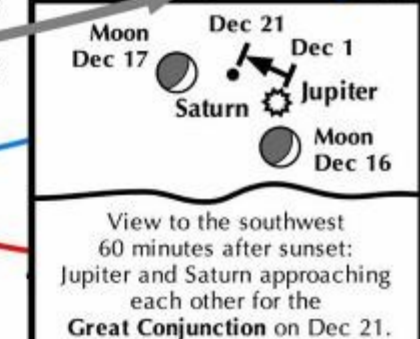 Dec 21
Moon
Dec 17
Dec 1
Jupiter
Saturn
Moon
Dec 16
View to the southwest
60 minutes after sunset:
Jupiter and Saturn approaching
each other for the
Great Conjunction on Dec 21.